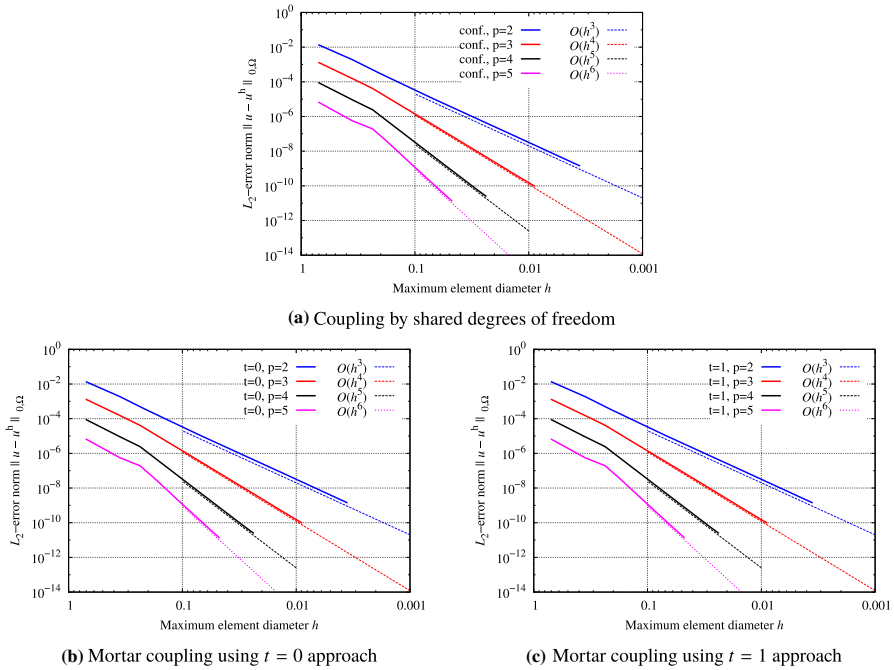 10^0
10^-2
10^-4
10^-6
10^-8
10^-10
10^-12
10^-14
L_2-error norm || u - u^h || _0,Ω
conf., p=2 O(h^3)
conf., p=3 O(h^4)
conf., p=4 O(h^5)
conf., p=5 O(h^6)
1 0.1 0.01 0.001
Maximum element diameter h
(a) Coupling by shared degrees of freedom
10^0
10^-2
10^-4
10^-6
10^-8
10^-10
10^-12
10^-14
L_2-error norm || u - u^h || _0,Ω
t=0, p=2 O(h^3)
t=0, p=3 O(h^4)
t=0, p=4 O(h^5)
t=0, p=5 O(h^6)
1 0.1 0.01 0.001
Maximum element diameter h
(b) Mortar coupling using t = 0 approach
10^0
10^-2
10^-4
10^-6
10^-8
10^-10
10^-12
10^-14
L_2-error norm || u - u^h || _0,Ω
t=1, p=2 O(h^3)
t=1, p=3 O(h^4)
t=1, p=4 O(h^5)
t=1, p=5 O(h^6)
1 0.1 0.01 0.001
Maximum element diameter h
(c) Mortar coupling using t = 1 approach